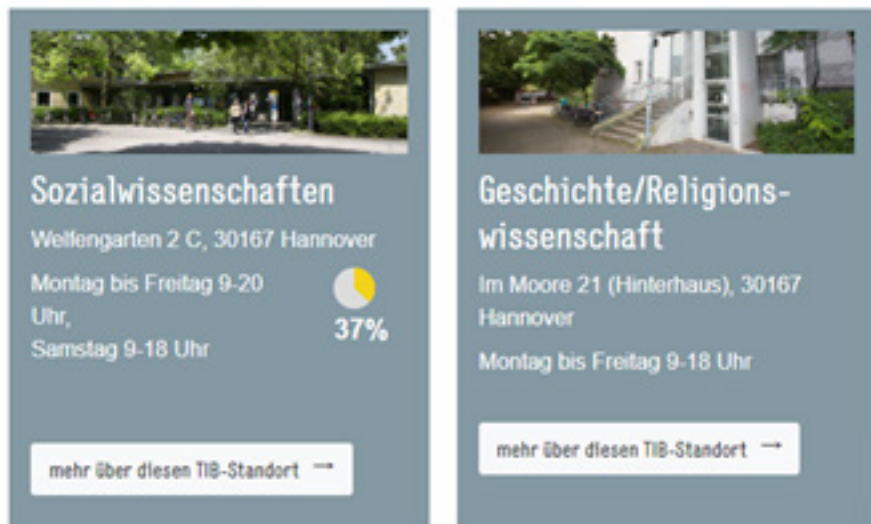 Sozialwissenschaften
Welfengarten 2 C, 30167 Hannover
Montag bis Freitag 9-20
Uhr,
Samstag 9-18 Uhr
37%
mehr über diesen TIB-Standort →
Geschichte/Religions-
wissenschaft
Im Moore 21 (Hinterhaus), 30167
Hannover
Montag bis Freitag 9-18 Uhr
mehr über diesen TIB-Standort →